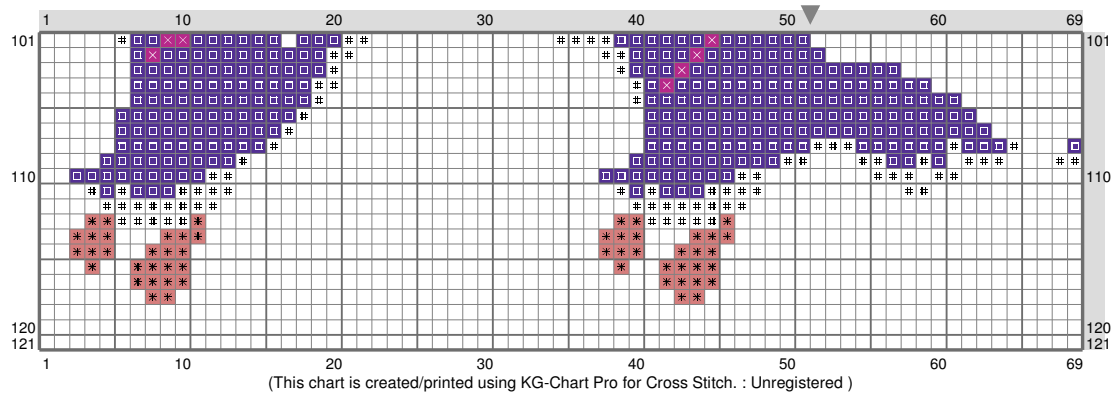 1 10 20 30 40 50 60 69
101 101
110 110
120 120
121 121
1 10 20 30 40 50 60 69
(This chart is created/printed using KG-Chart Pro for Cross Stitch. : Unregistered )